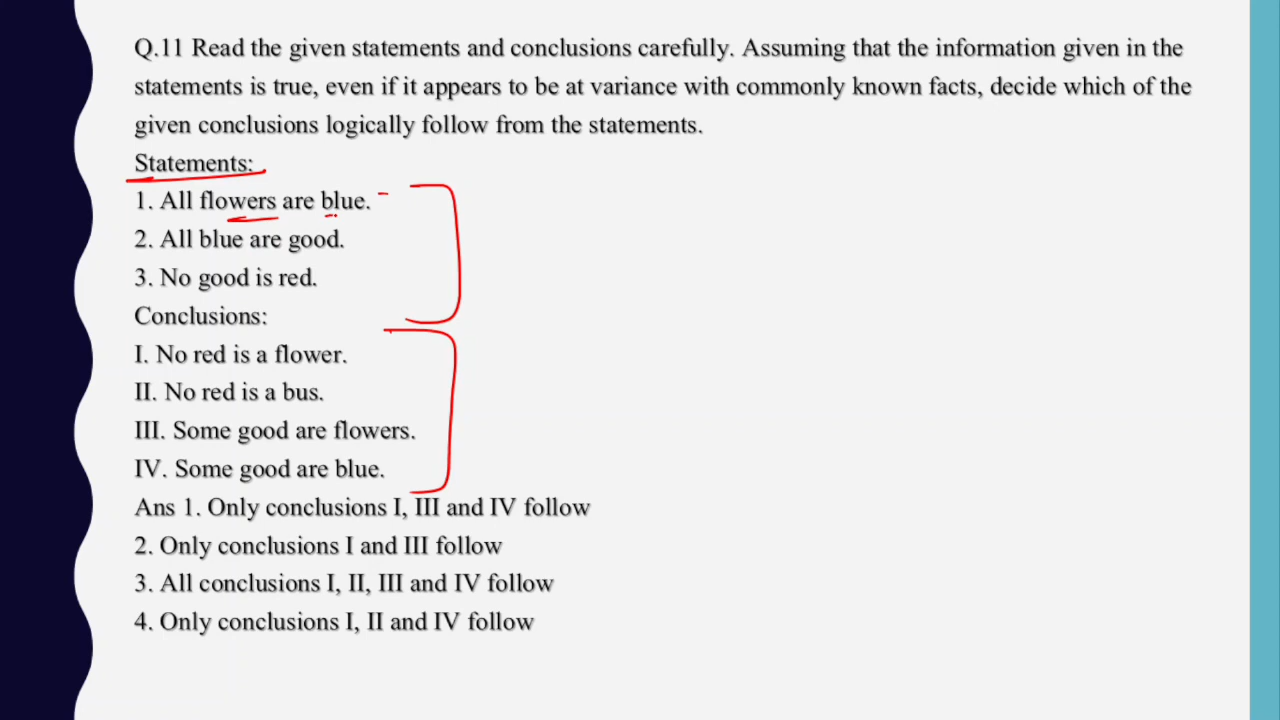 Q.11 Read the given statements and conclusions carefully. Assuming that the information given in the
statements is true, even if it appears to be at variance with commonly known facts, decide which of the
given conclusions logically follow from the statements.
Statements:
1. All flowers are blue.
2. All blue are good.
3. No good is red.
Conclusions:
I. No red is a flower.
II. No red is a bus.
III. Some good are flowers.
IV. Some good are blue.
Ans 1. Only conclusions I, III and IV follow
2. Only conclusions I and III follow
3. All conclusions I, II, III and IV follow
4. Only conclusions I, II and IV follow